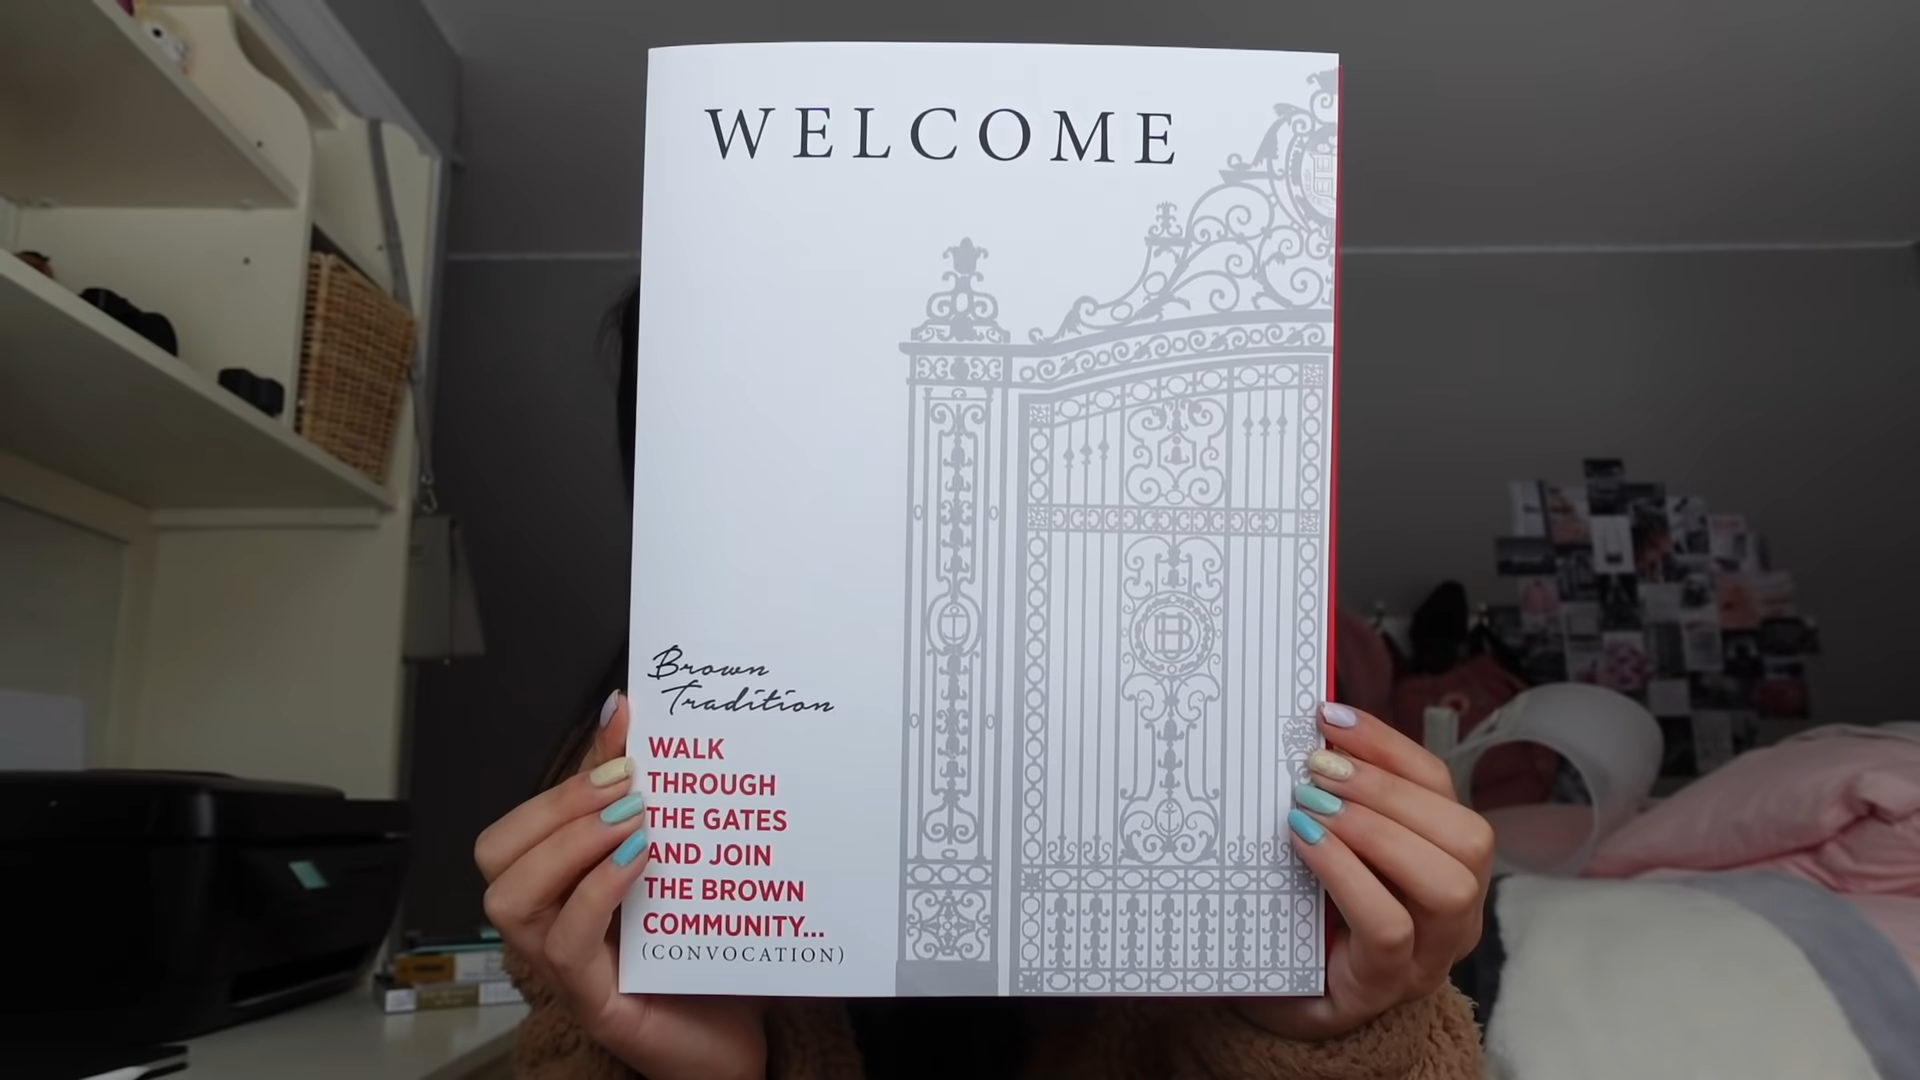 WELCOME
Brown
Tradition
WALK
THROUGH
THE GATES
AND JOIN
THE BROWN
COMMUNITY...
(CONVOCATION)